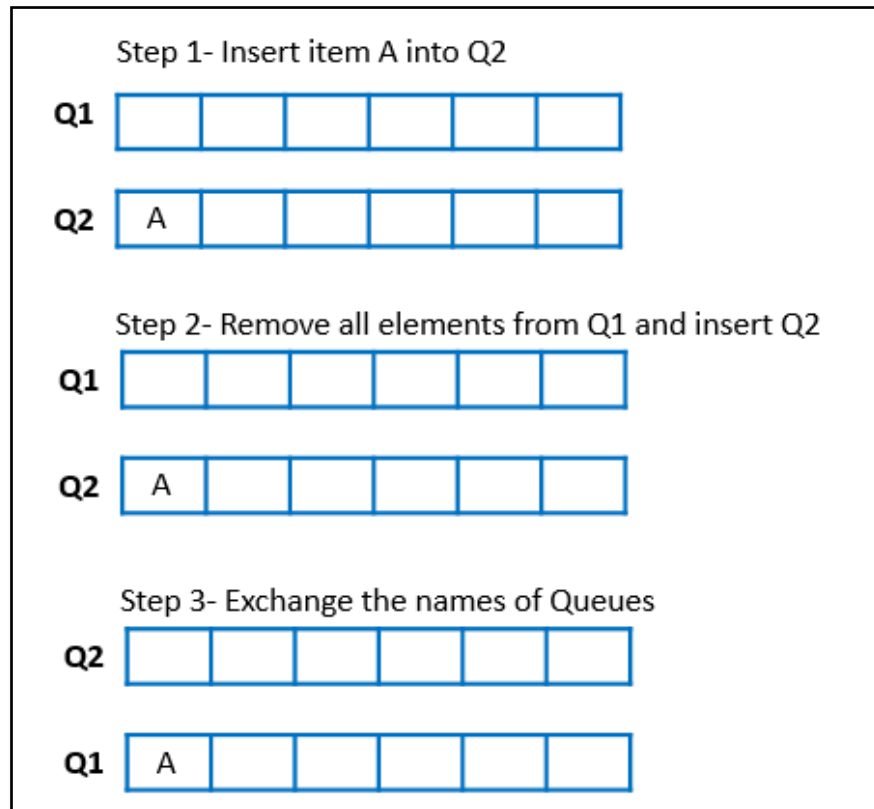 Step 1- Insert item A into Q2
Q1
Q2 A
Step 2- Remove all elements from Q1 and insert Q2
Q1
Q2 A
Step 3- Exchange the names of Queues
Q2
Q1 A